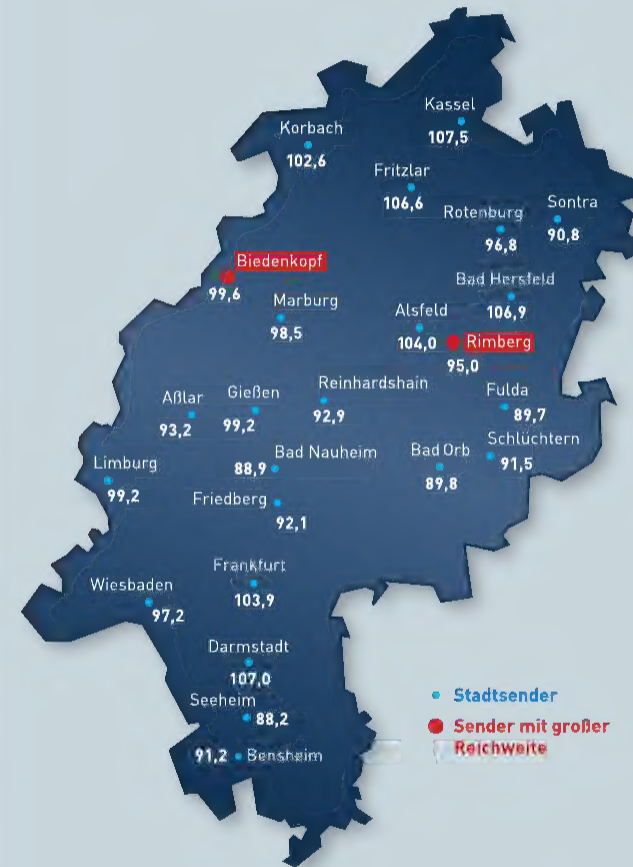 Kassel
107,5
Korbach
102,6
Fritzlar
106,6
Sontra
90,8
Rotenburg
96,8
Biedenkopf
99,6
Bad Hersfeld
106,9
Marburg
98,5
Alsfeld
104,0
Rimberg
95,0
Reinhardshain
92,9
Gießen
99,2
Aßlar
93,2
Fulda
89,7
Schlüchtern
91,5
Bad Orb
89,8
Bad Nauheim
88,9
Limburg
99,2
Friedberg
92,1
Frankfurt
103,9
Wiesbaden
97,2
Darmstadt
107,0
Seeheim
88,2
91,2 Bensheim
Stadtsender
Sender mit großer
Reichweite